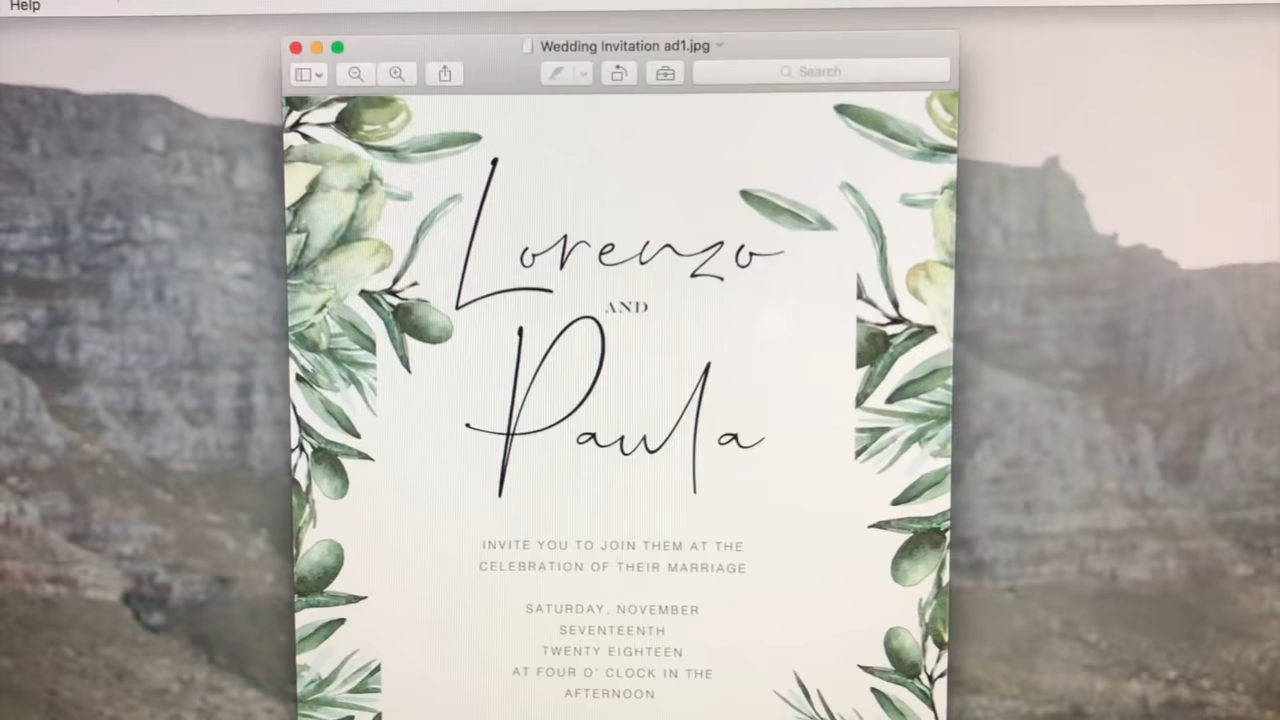 Help
Wedding Invitation ad1.jpg
Search
Lorenzo
AND
Paula
INVITE YOU TO JOIN THEM AT THE
CELEBRATION OF THEIR MARRIAGE
SATURDAY, NOVEMBER
SEVENTEENTH
TWENTY EIGHTEEN
AT FOUR O' CLOCK IN THE
AFTERNOON